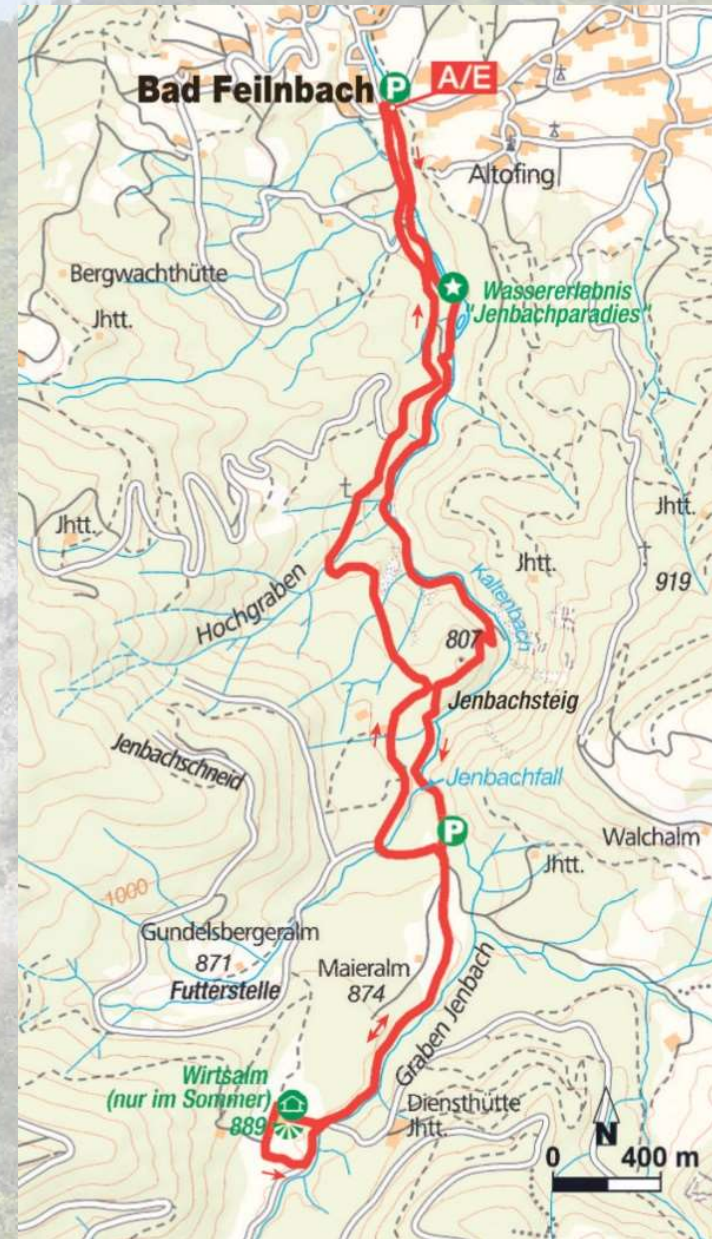 Bad Feilnbach
P
A/E
Altofing
Bergwachthütte
Jhtt.
Wassererlebnis
"Jenbachparadies"
Jhtt.
Jhtt.
Jhtt.
919
Hochgraben
Kaltenbach
807
Jenbachsteig
Jenbachschneid
Jenbachfall
P
Walchalm
Jhtt.
1000
Gundelsbergeralm
871
Futterstelle
Maieralm
874
Graben Jenbach
Wirtsalm
(nur im Sommer)
889
Diensthütte
Jhtt.
N
0 400 m